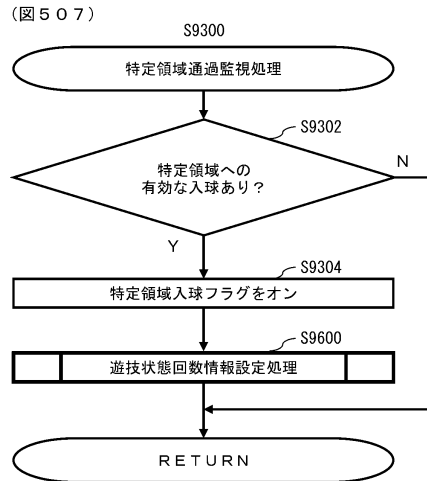 （図５０７）
S9300
特定領域通過監視処理
S9302
特定領域への
有効な入球あり？
N
Y
S9304
特定領域入球フラグをオン
S9600
遊技状態回数情報設定処理
ＲＥＴＵＲＮ